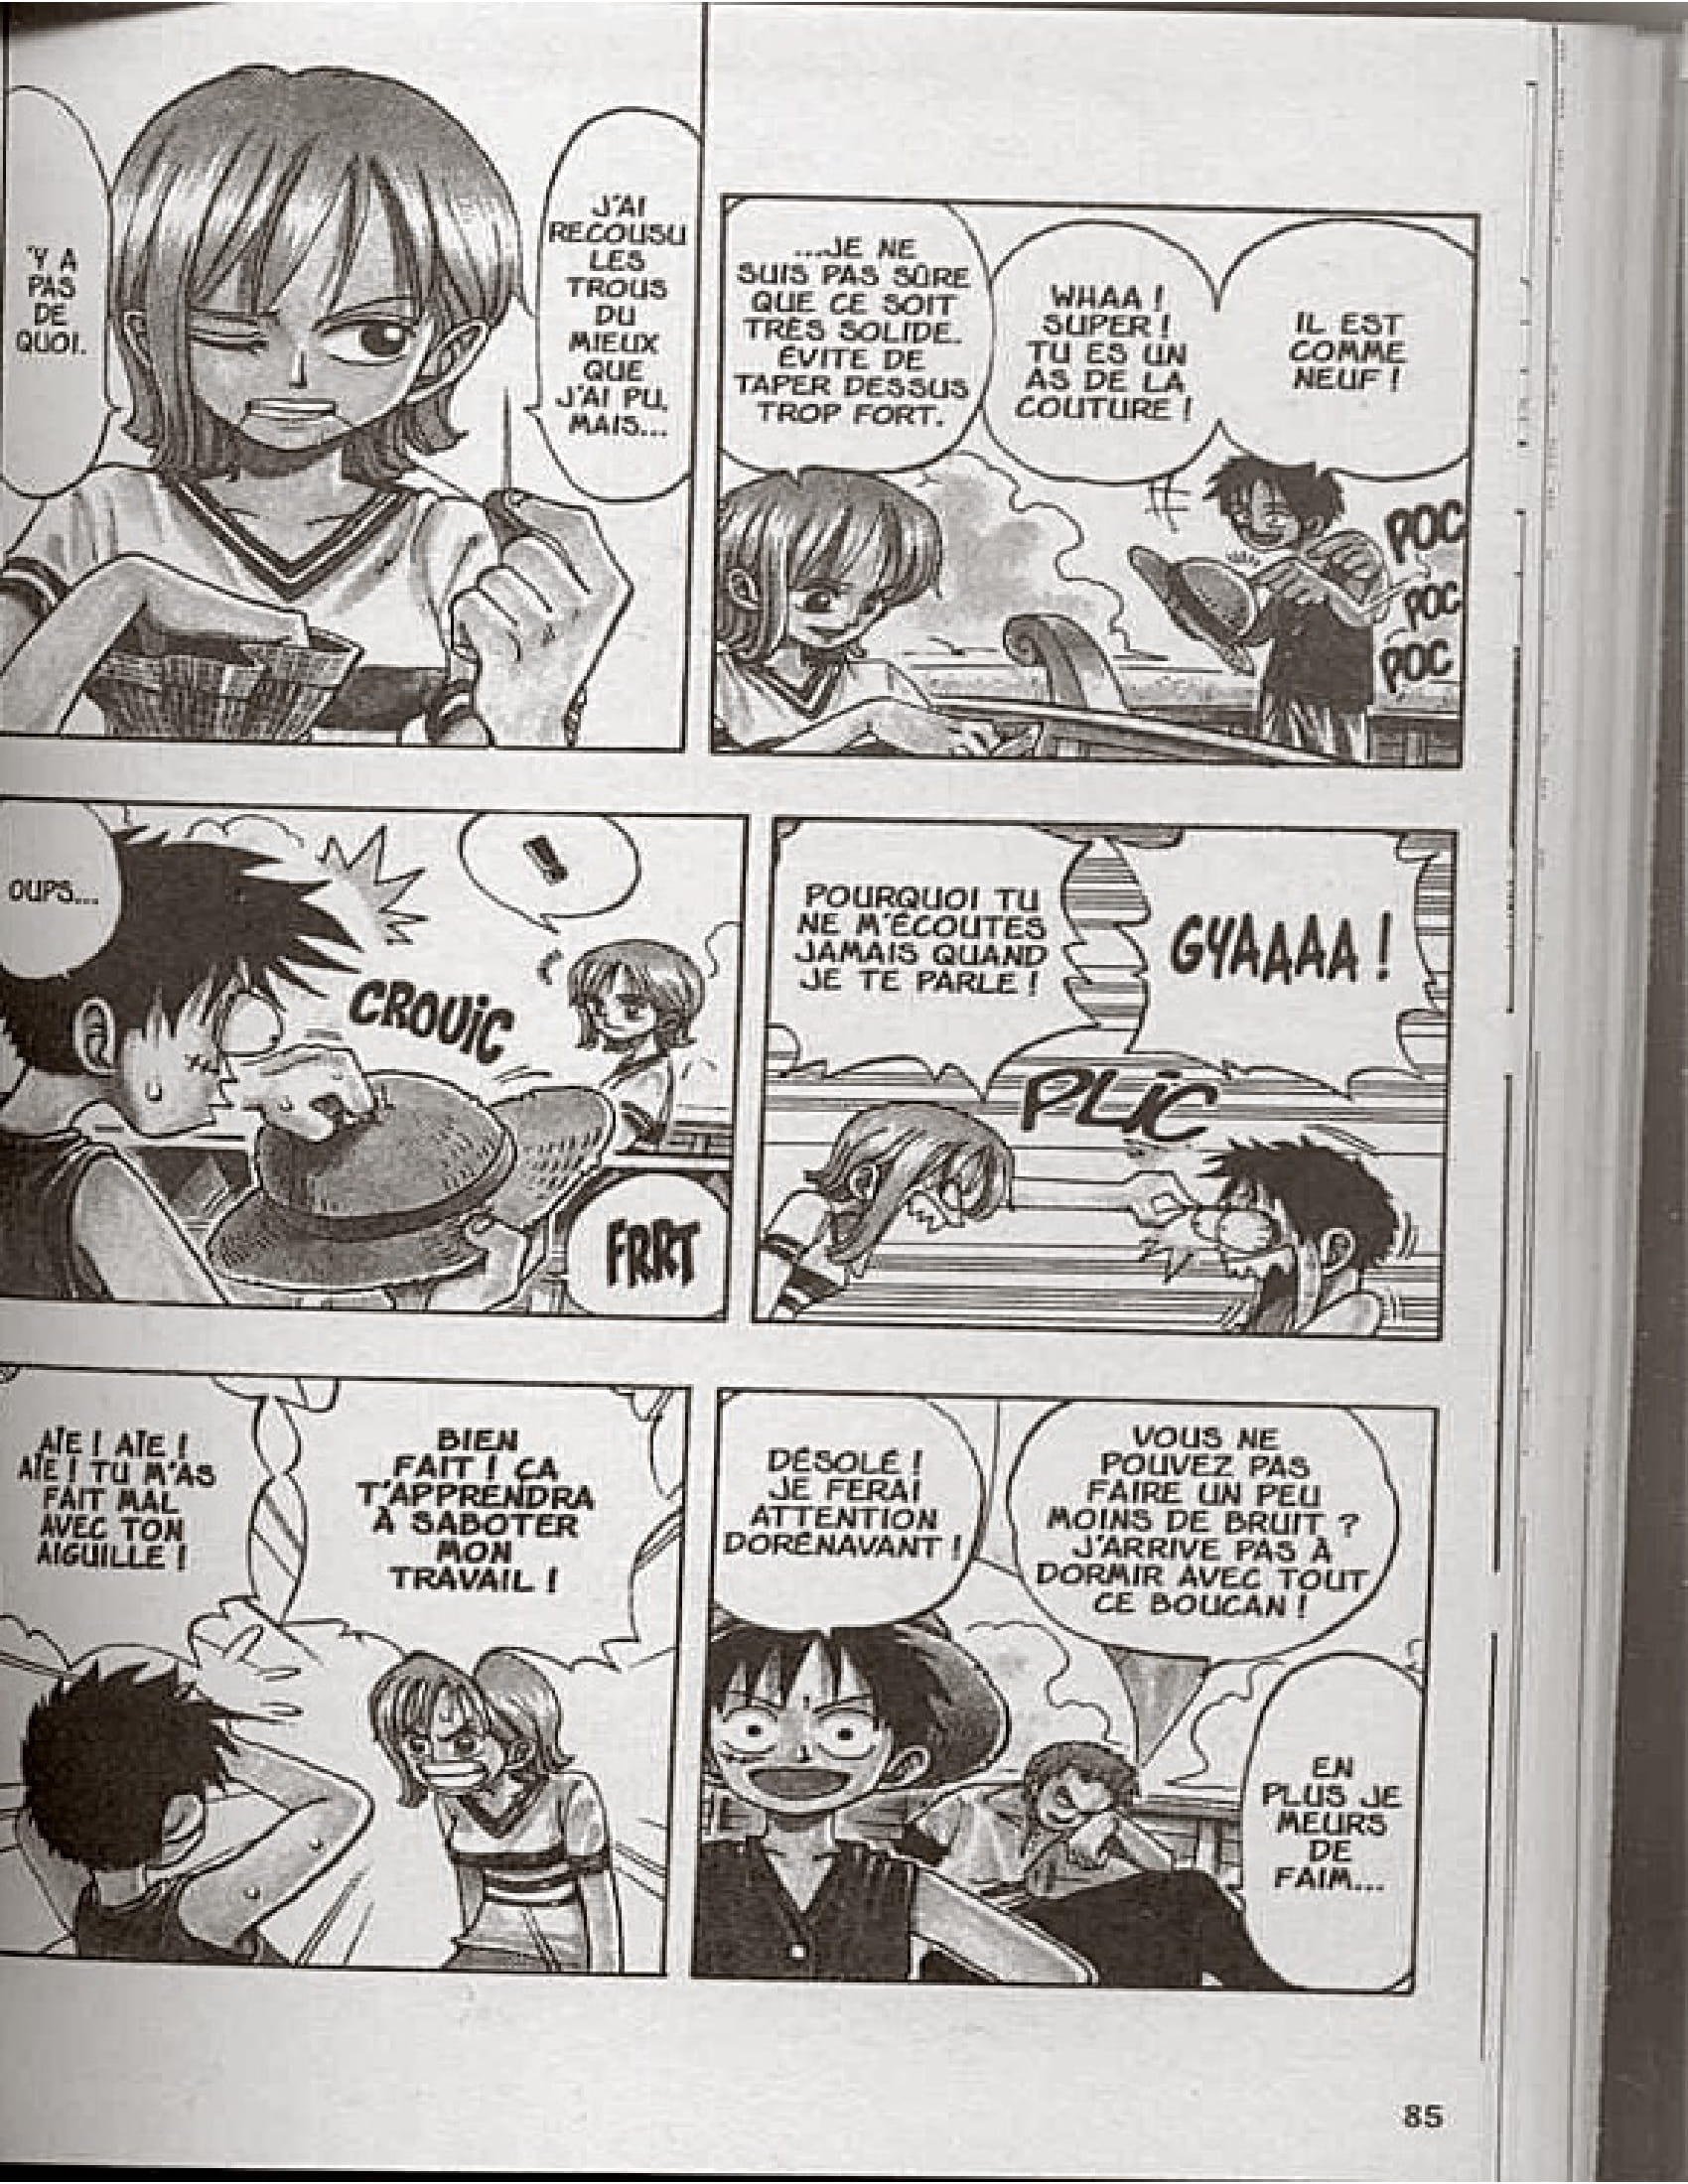 'Y A
PAS
DE
QUOI.
J'AI
RECOUSU
LES
TROUS
DU
MIEUX
QUE
J'AI PU,
MAIS...
...JE NE
SUIS PAS SÛRE
QUE CE SOIT
TRÈS SOLIDE.
ÉVITE DE
TAPER DESSUS
TROP FORT.
WHAA !
SUPER !
TU ES UN
AS DE LA
COUTURE !
IL EST
COMME
NEUF !
POC
POC
POC
OUPS...
CROUIC
!
FRRT
POURQUOI TU
NE M'ÉCOUTES
JAMAIS QUAND
JE TE PARLE !
GYAAAA !
PLIC
AÏE ! AÏE !
AÏE ! TU M'AS
FAIT MAL
AVEC TON
AIGUILLE !
BIEN
FAIT ! ÇA
T'APPRENDRA
À SABOTER
MON
TRAVAIL !
DÉSOLÉ !
JE FERAI
ATTENTION
DORÉNAVANT !
VOUS NE
POUVEZ PAS
FAIRE UN PEU
MOINS DE BRUIT ?
J'ARRIVE PAS À
DORMIR AVEC TOUT
CE BOUCAN !
EN
PLUS JE
MEURS
DE
FAIM...
85